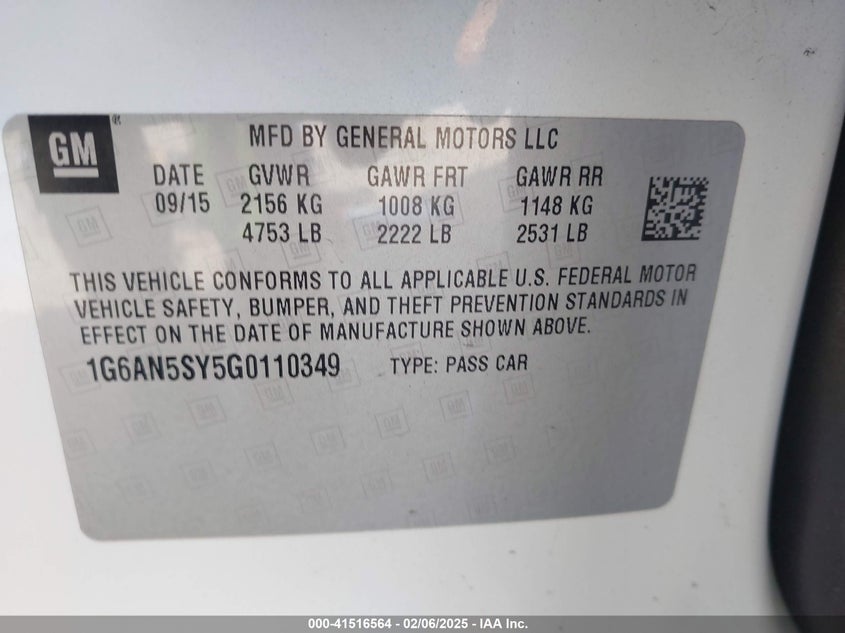 GM®
MFD BY GENERAL MOTORS LLC
DATE GVWR GAWR FRT GAWR RR
09/15 2156 KG 1008 KG 1148 KG
4753 LB 2222 LB 2531 LB
THIS VEHICLE CONFORMS TO ALL APPLICABLE U.S. FEDERAL MOTOR
VEHICLE SAFETY, BUMPER, AND THEFT PREVENTION STANDARDS IN
EFFECT ON THE DATE OF MANUFACTURE SHOWN ABOVE.
1G6AN5SY5G0110349 TYPE: PASS CAR
000-41516564 - 02/06/2025 - IAA Inc.